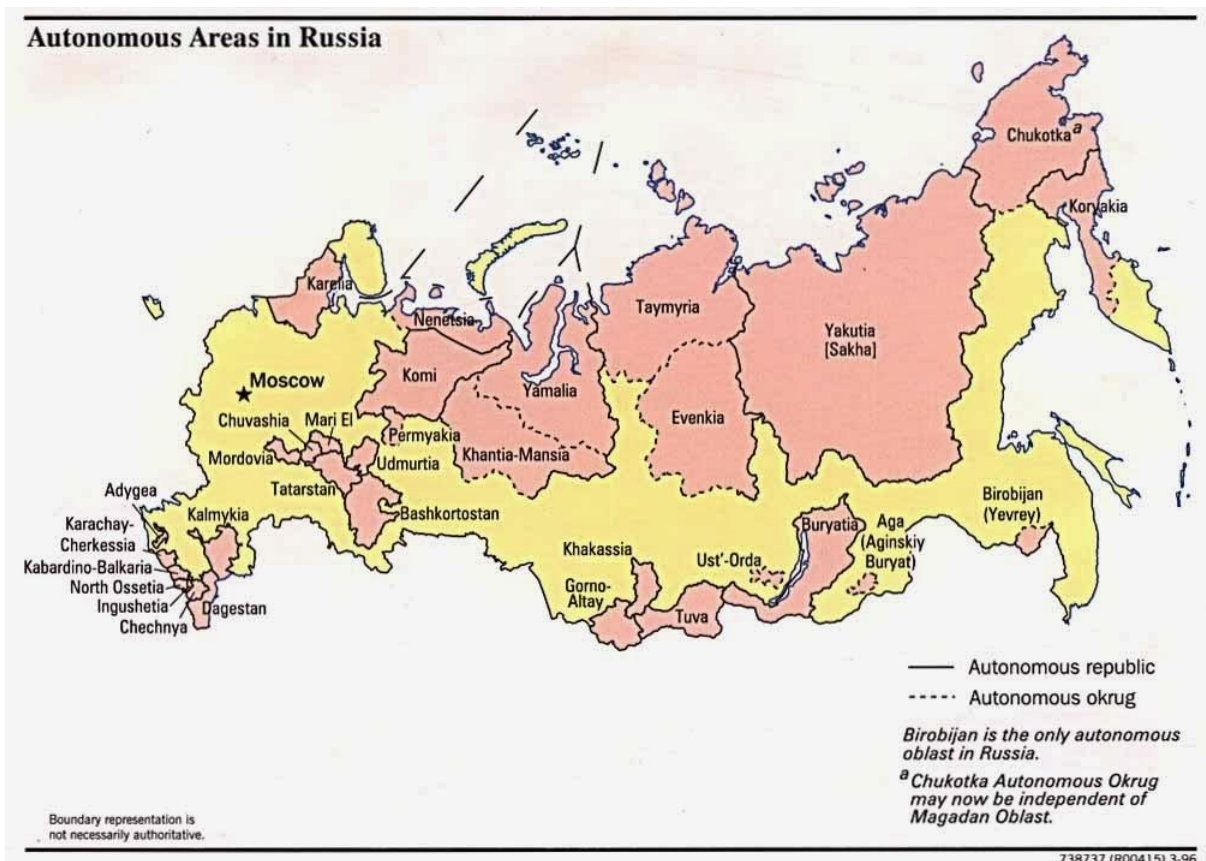 Autonomous Areas in Russia
Chukotka a
Koryakia
Karelia
Nenetsia
Taymyria
Yakutia
[Sakha]
Komi
Yamalia
Moscow
Evenkia
Chuvashia
Mari El
Permyakia
Khantia-Mansia
Mordovia
Udmurtia
Tatarstan
Adygea
Kalmykia
Bashkortostan
Birobijan
(Yevrey)
Karachay-
Cherkessia
Buryatia
Aga
(Aginskiy
Buryat)
Khakassia
Ust'-Orda
Kabardino-Balkaria
Gorno-
Altay
North Ossetia
Ingushetia
Dagestan
Tuva
Chechnya
Autonomous republic
Autonomous okrug
Birobijan is the only autonomous
oblast in Russia.
a Chukotka Autonomous Okrug
may now be independent of
Magadan Oblast.
Boundary representation is
not necessarily authoritative.
738737 (R00415) 3-96